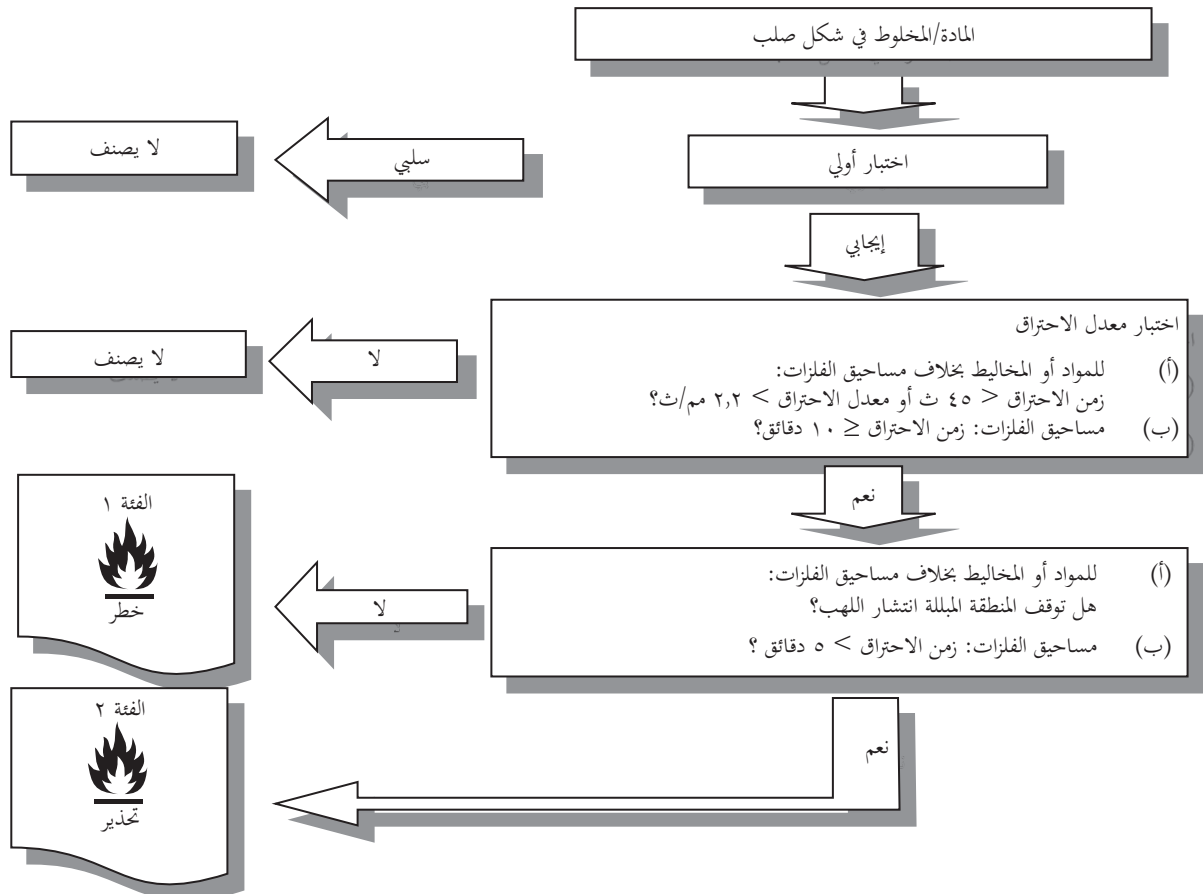 المادة/المخلوط في شكل صلب
اختبار أولي
سلبي
لا يصنف
إيجابي
اختبار معدل الاحتراق
(أ) للمواد أو المخاليط بخلاف مساحيق الفلزات:
زمن الاحتراق < ٤٥ ث أو معدل الاحتراق > ٢,٢ مم/ث؟
(ب) مساحيق الفلزات: زمن الاحتراق ≤ ١٠ دقائق؟
لا
لا يصنف
نعم
(أ) للمواد أو المخاليط بخلاف مساحيق الفلزات:
هل توقف المنطقة المبللة انتشار اللهب؟
(ب) مساحيق الفلزات: زمن الاحتراق > ٥ دقائق ؟
لا
الفئة ١
خطر
نعم
الفئة ٢
تحذير